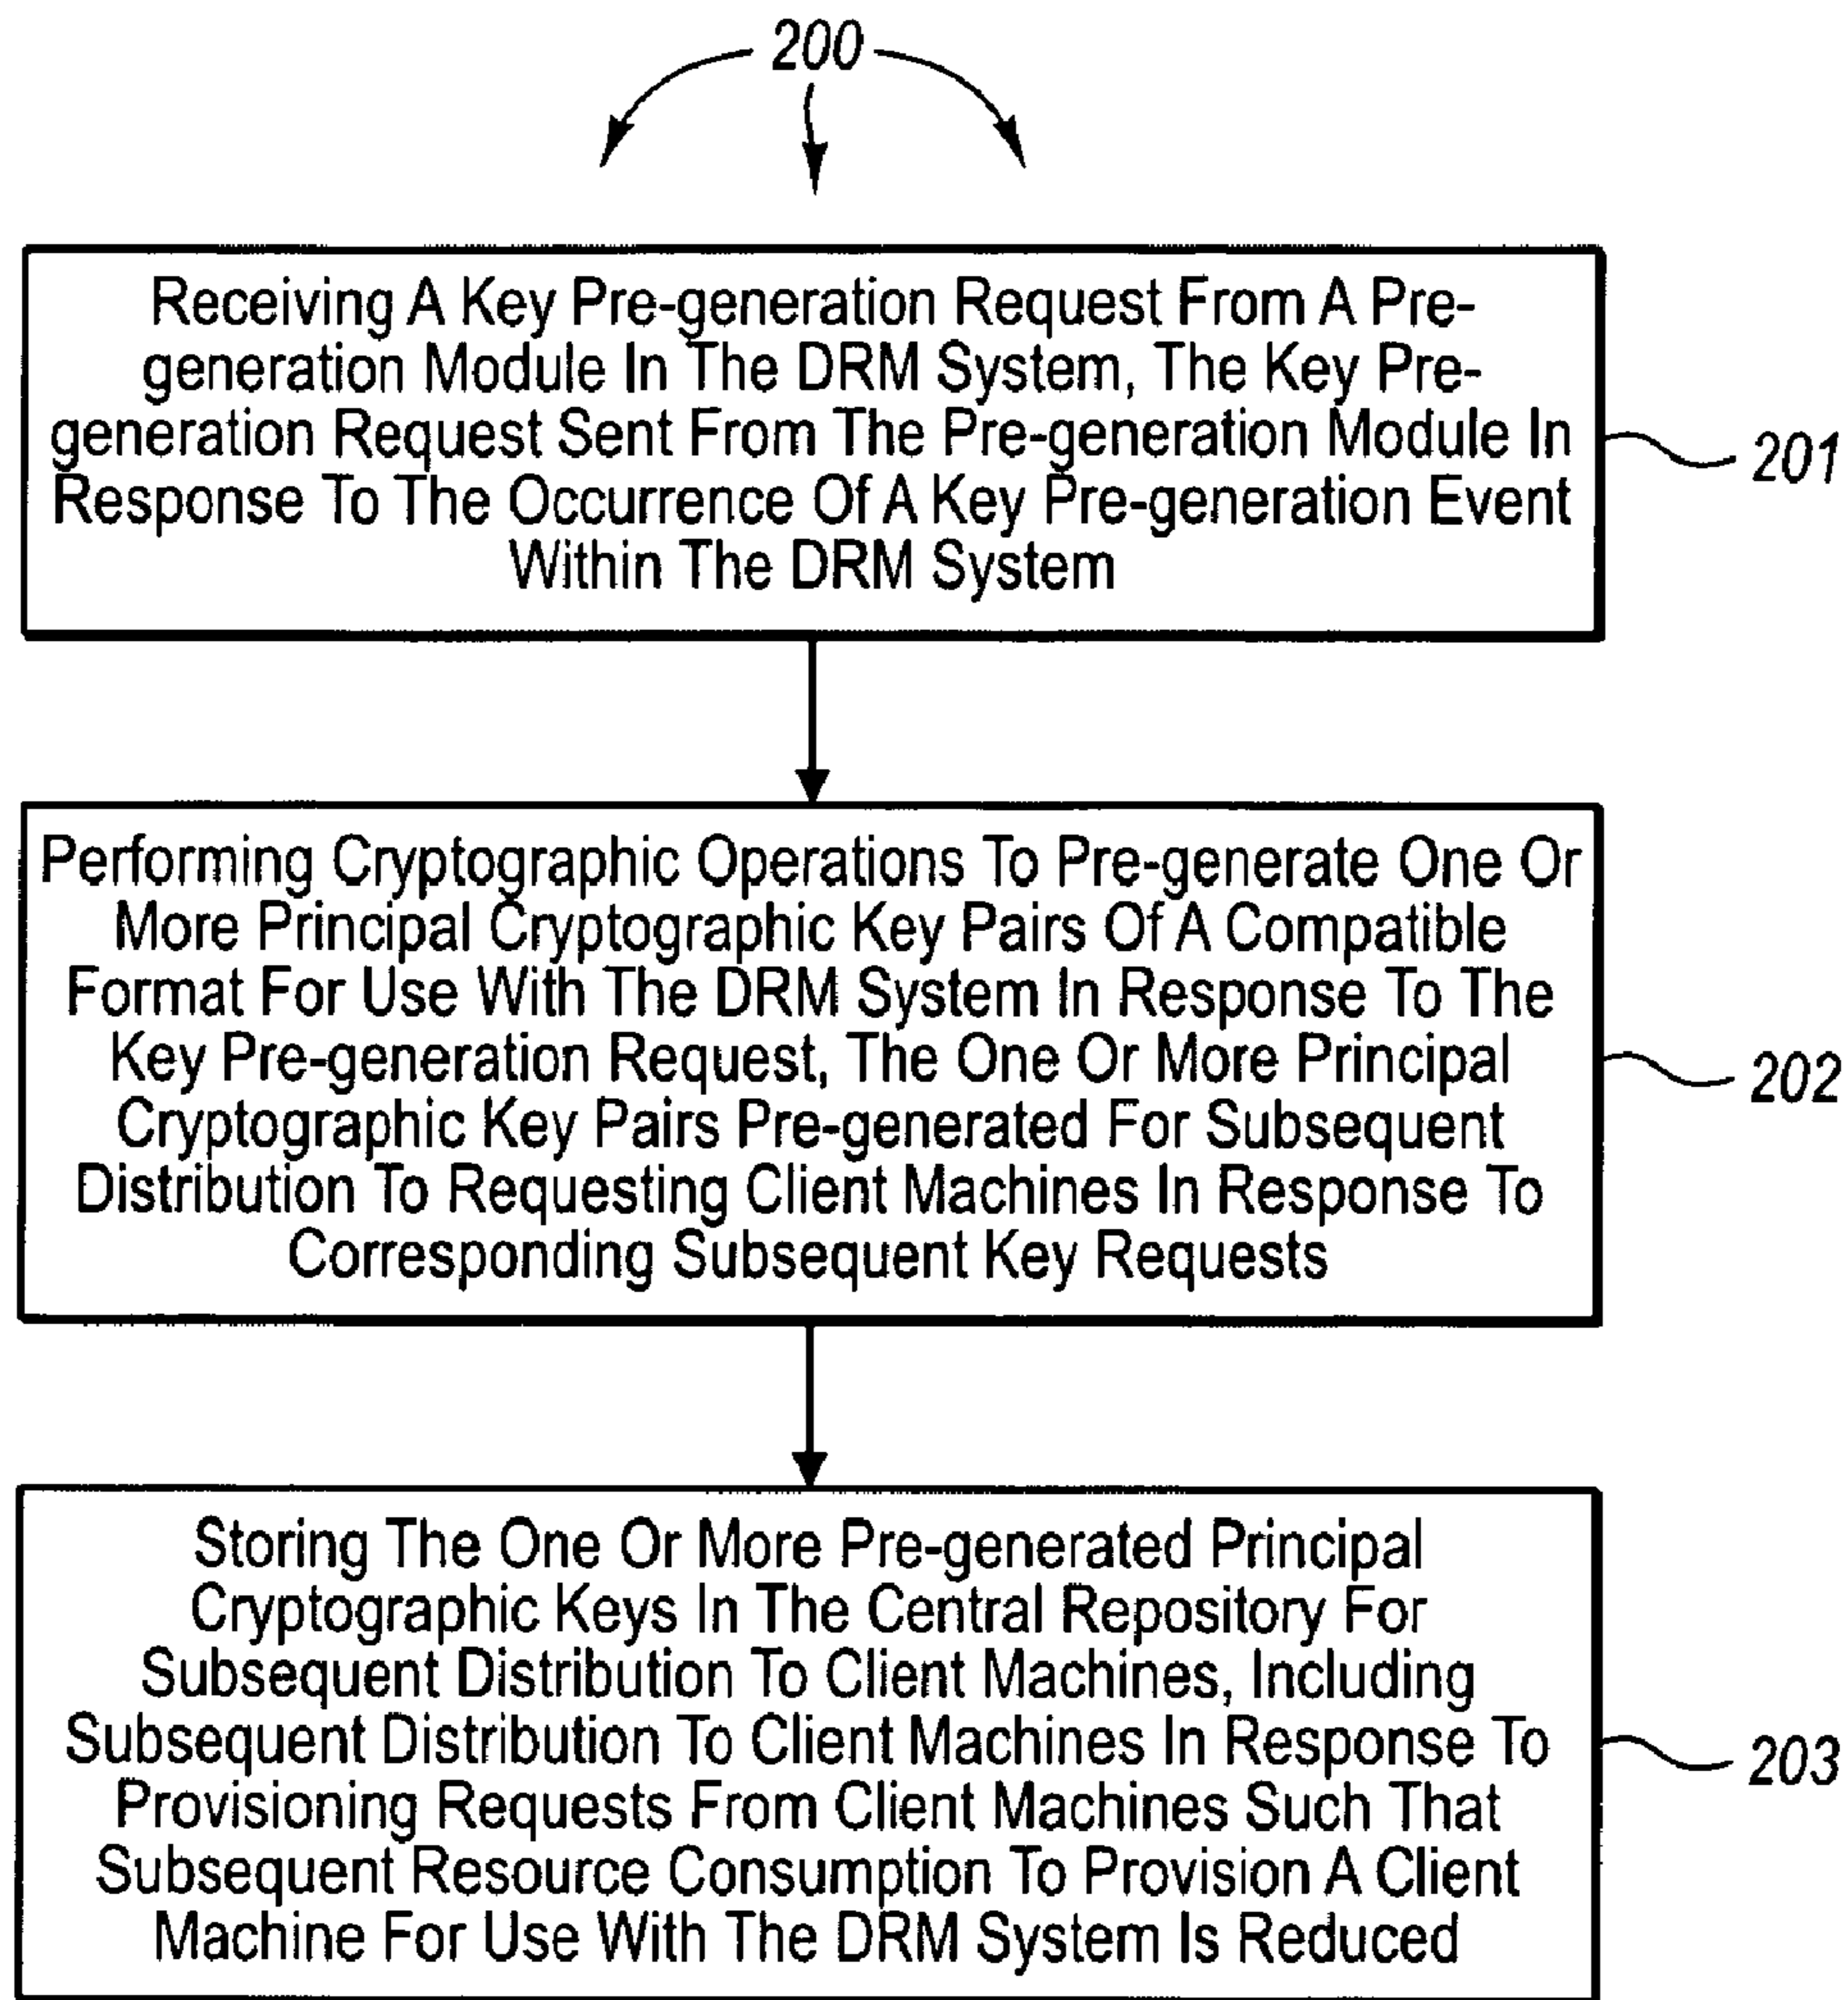 200
Receiving A Key Pre-generation Request From A Pre-
generation Module In The DRM System, The Key Pre-
generation Request Sent From The Pre-generation Module In
Response To The Occurrence Of A Key Pre-generation Event
Within The DRM System
201
Performing Cryptographic Operations To Pre-generate One Or
More Principal Cryptographic Key Pairs Of A Compatible
Format For Use With The DRM System In Response To The
Key Pre-generation Request, The One Or More Principal
Cryptographic Key Pairs Pre-generated For Subsequent
Distribution To Requesting Client Machines In Response To
Corresponding Subsequent Key Requests
202
Storing The One Or More Pre-generated Principal
Cryptographic Keys In The Central Repository For
Subsequent Distribution To Client Machines, Including
Subsequent Distribution To Client Machines In Response To
Provisioning Requests From Client Machines Such That
Subsequent Resource Consumption To Provision A Client
Machine For Use With The DRM System Is Reduced
203